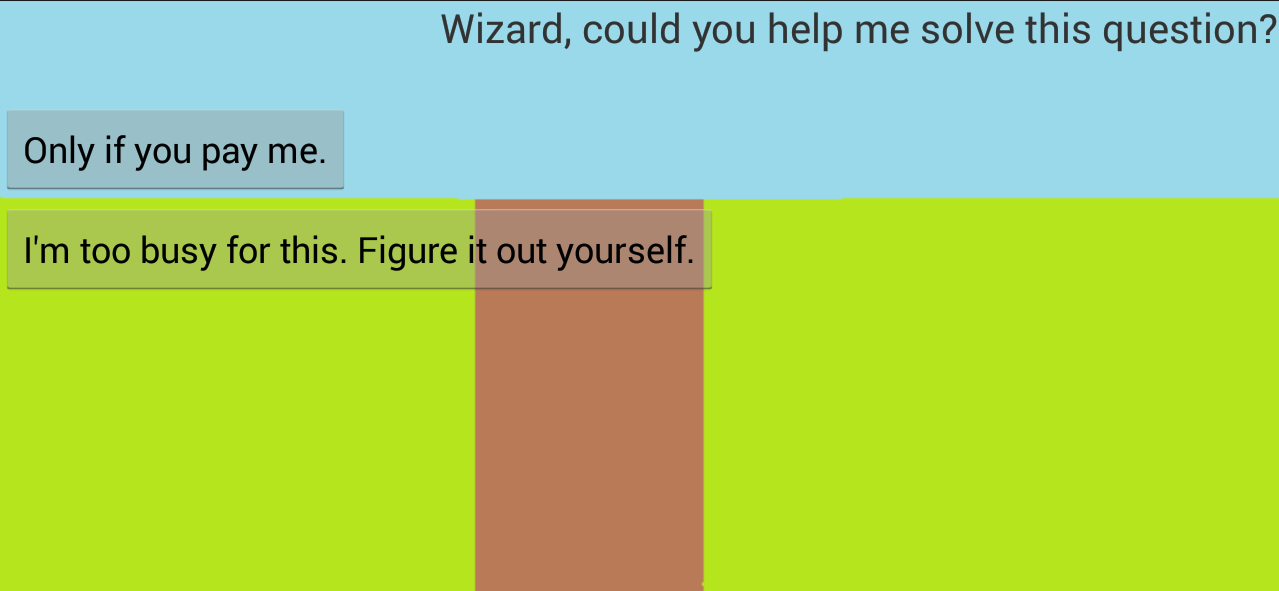 Wizard, could you help me solve this question?
Only if you pay me.
I'm too busy for this. Figure it out yourself.